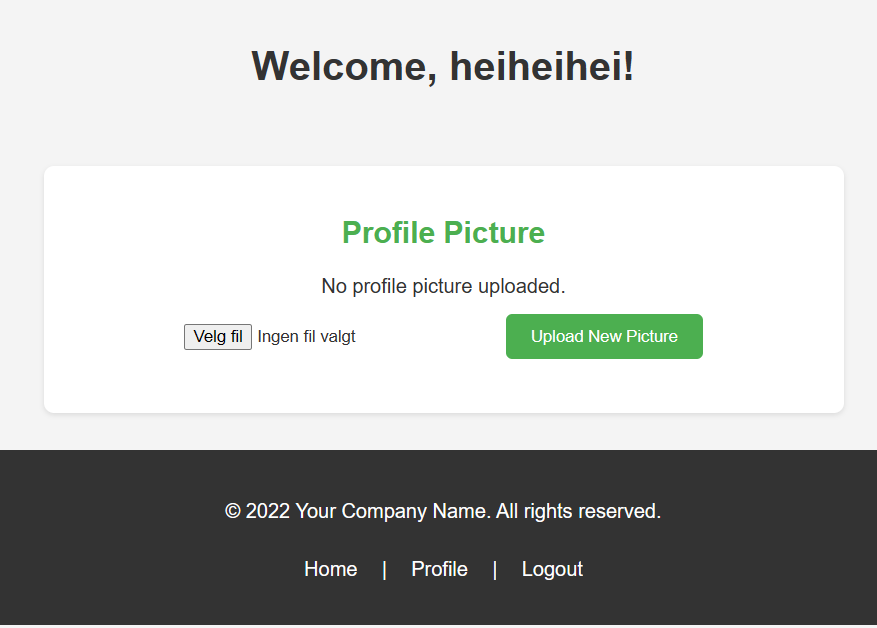 Welcome, heiheihei!
Profile Picture
No profile picture uploaded.
Velg fil Ingen fil valgt Upload New Picture
© 2022 Your Company Name. All rights reserved.
Home | Profile | Logout